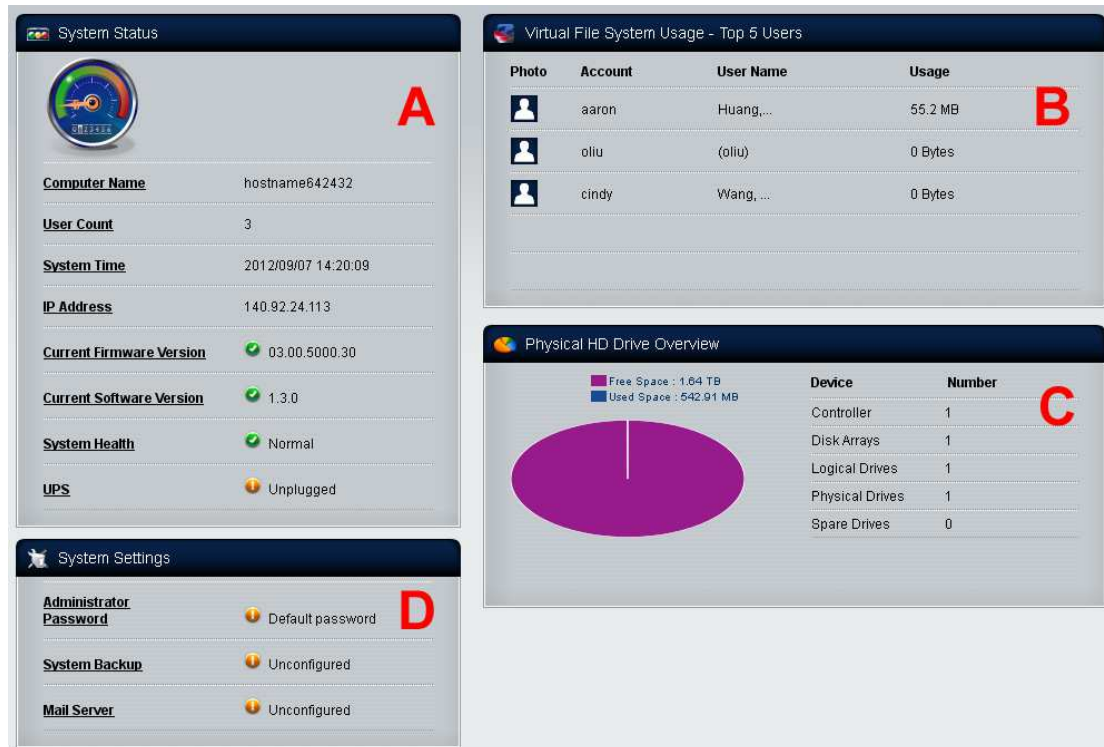 System Status
A
Computer Name hostname642432
User Count 3
System Time 2012/09/07 14:20:09
IP Address 140.92.24.113
Current Firmware Version 03.00.5000.30
Current Software Version 1.3.0
System Health Normal
UPS Unplugged
System Settings
D
Administrator
Password Default password
System Backup Unconfigured
Mail Server Unconfigured
Virtual File System Usage - Top 5 Users
B
Photo Account User Name Usage
aaron Huang,... 55.2 MB
oliu (oliu) 0 Bytes
cindy Wang, ... 0 Bytes
Physical HD Drive Overview
C
Free Space : 1.64 TB
Used Space : 542.91 MB
Device Number
Controller 1
Disk Arrays 1
Logical Drives 1
Physical Drives 1
Spare Drives 0